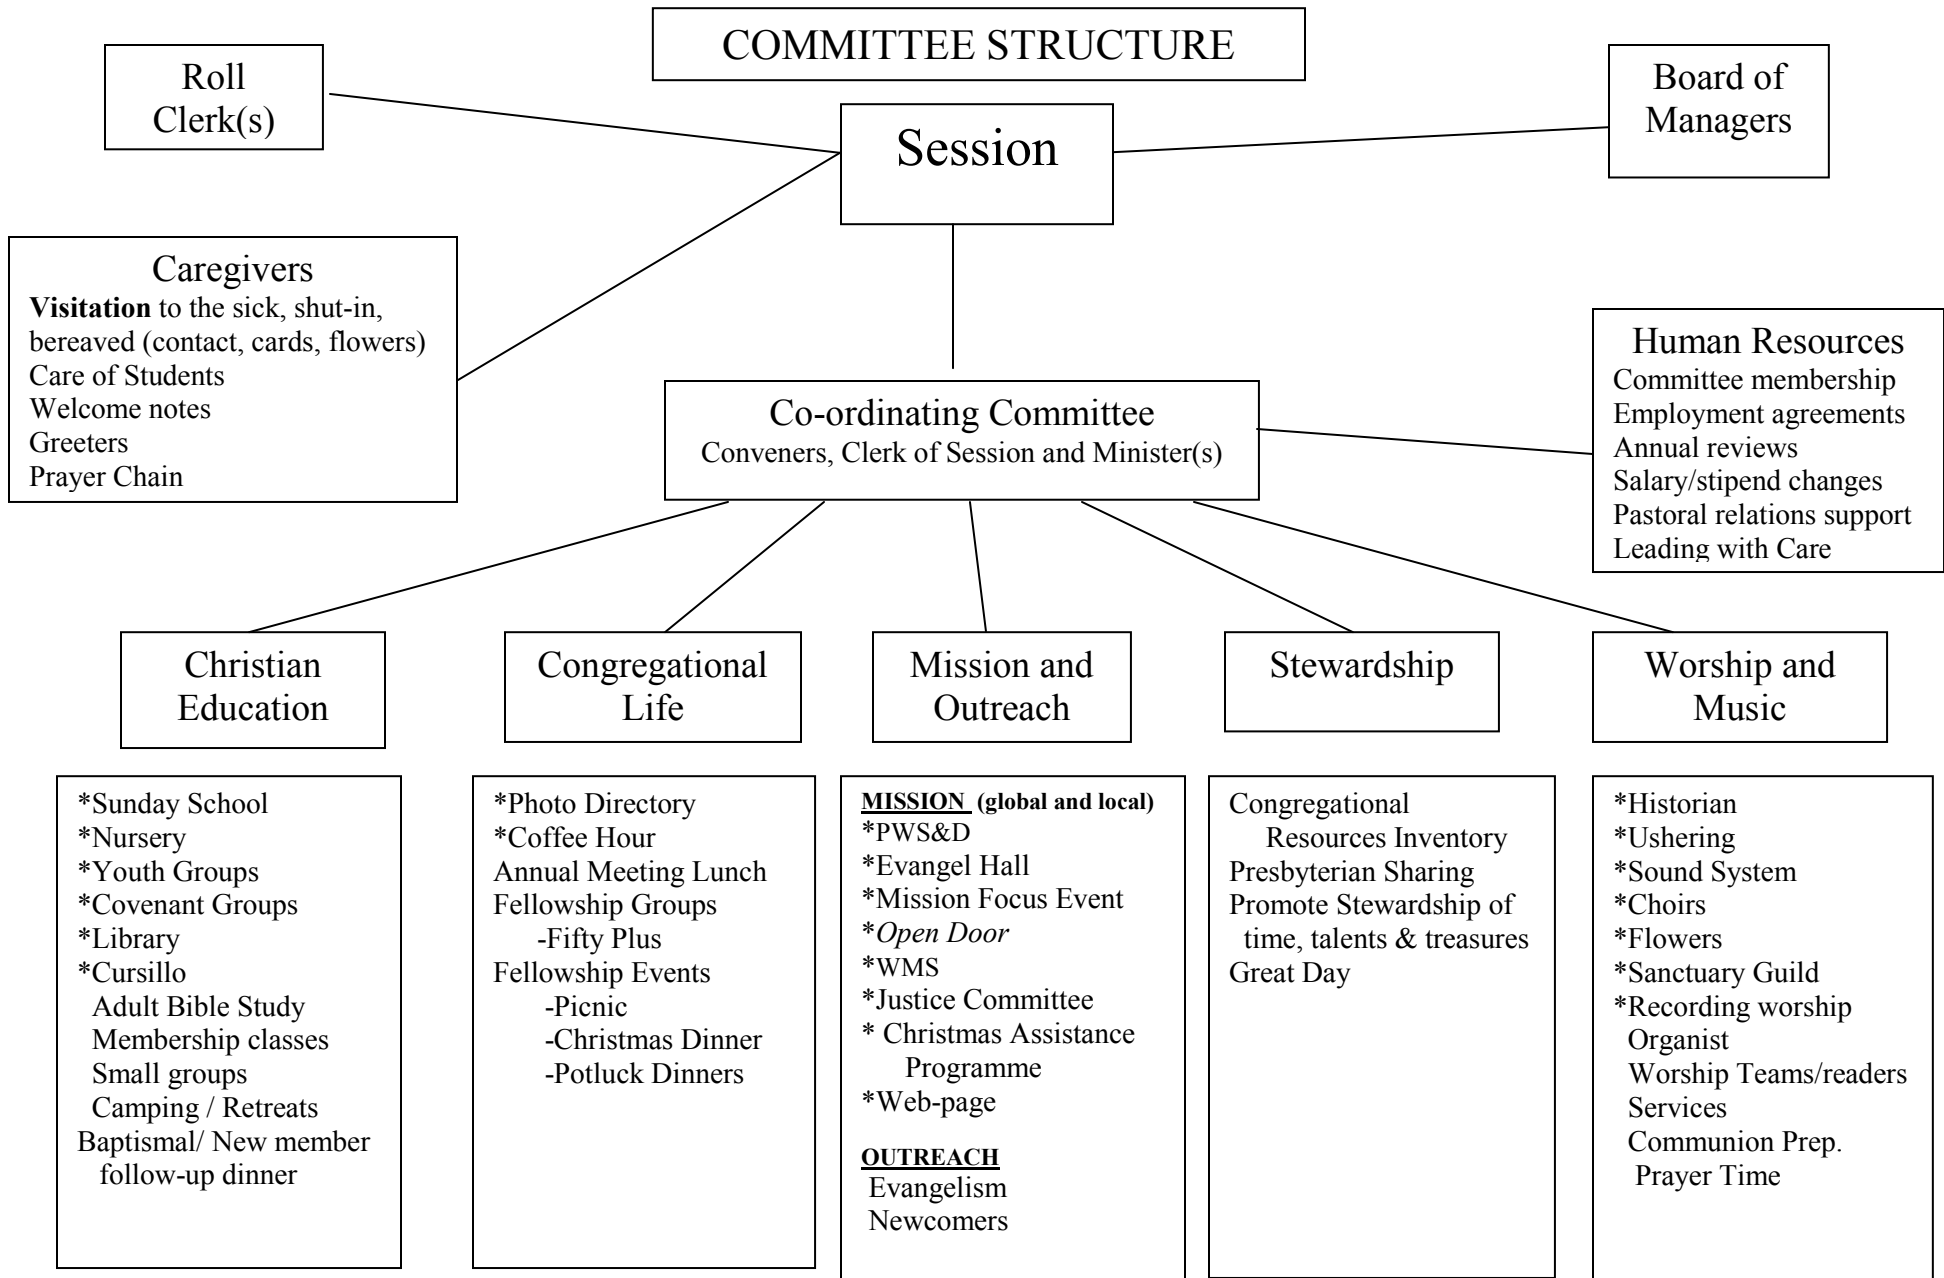 COMMITTEE STRUCTURE
Roll
Clerk(s)
Session
Board of
Managers
Caregivers
Visitation to the sick, shut-in,
bereaved (contact, cards, flowers)
Care of Students
Welcome notes
Greeters
Prayer Chain
Co-ordinating Committee
Conveners, Clerk of Session and Minister(s)
Human Resources
Committee membership
Employment agreements
Annual reviews
Salary/stipend changes
Pastoral relations support
Leading with Care
Christian
Education
*Sunday School
*Nursery
*Youth Groups
*Covenant Groups
*Library
*Cursillo
Adult Bible Study
Membership classes
Small groups
Camping / Retreats
Baptismal/ New member
follow-up dinner
Congregational
Life
*Photo Directory
*Coffee Hour
Annual Meeting Lunch
Fellowship Groups
-Fifty Plus
Fellowship Events
-Picnic
-Christmas Dinner
-Potluck Dinners
Mission and
Outreach
MISSION (global and local)
*PWS&D
*Evangel Hall
*Mission Focus Event
*Open Door
*WMS
*Justice Committee
* Christmas Assistance
Programme
*Web-page
OUTREACH
Evangelism
Newcomers
Stewardship
Congregational
Resources Inventory
Presbyterian Sharing
Promote Stewardship of
time, talents & treasures
Great Day
Worship and
Music
*Historian
*Ushering
*Sound System
*Choirs
*Flowers
*Sanctuary Guild
*Recording worship
Organist
Worship Teams/readers
Services
Communion Prep.
Prayer Time